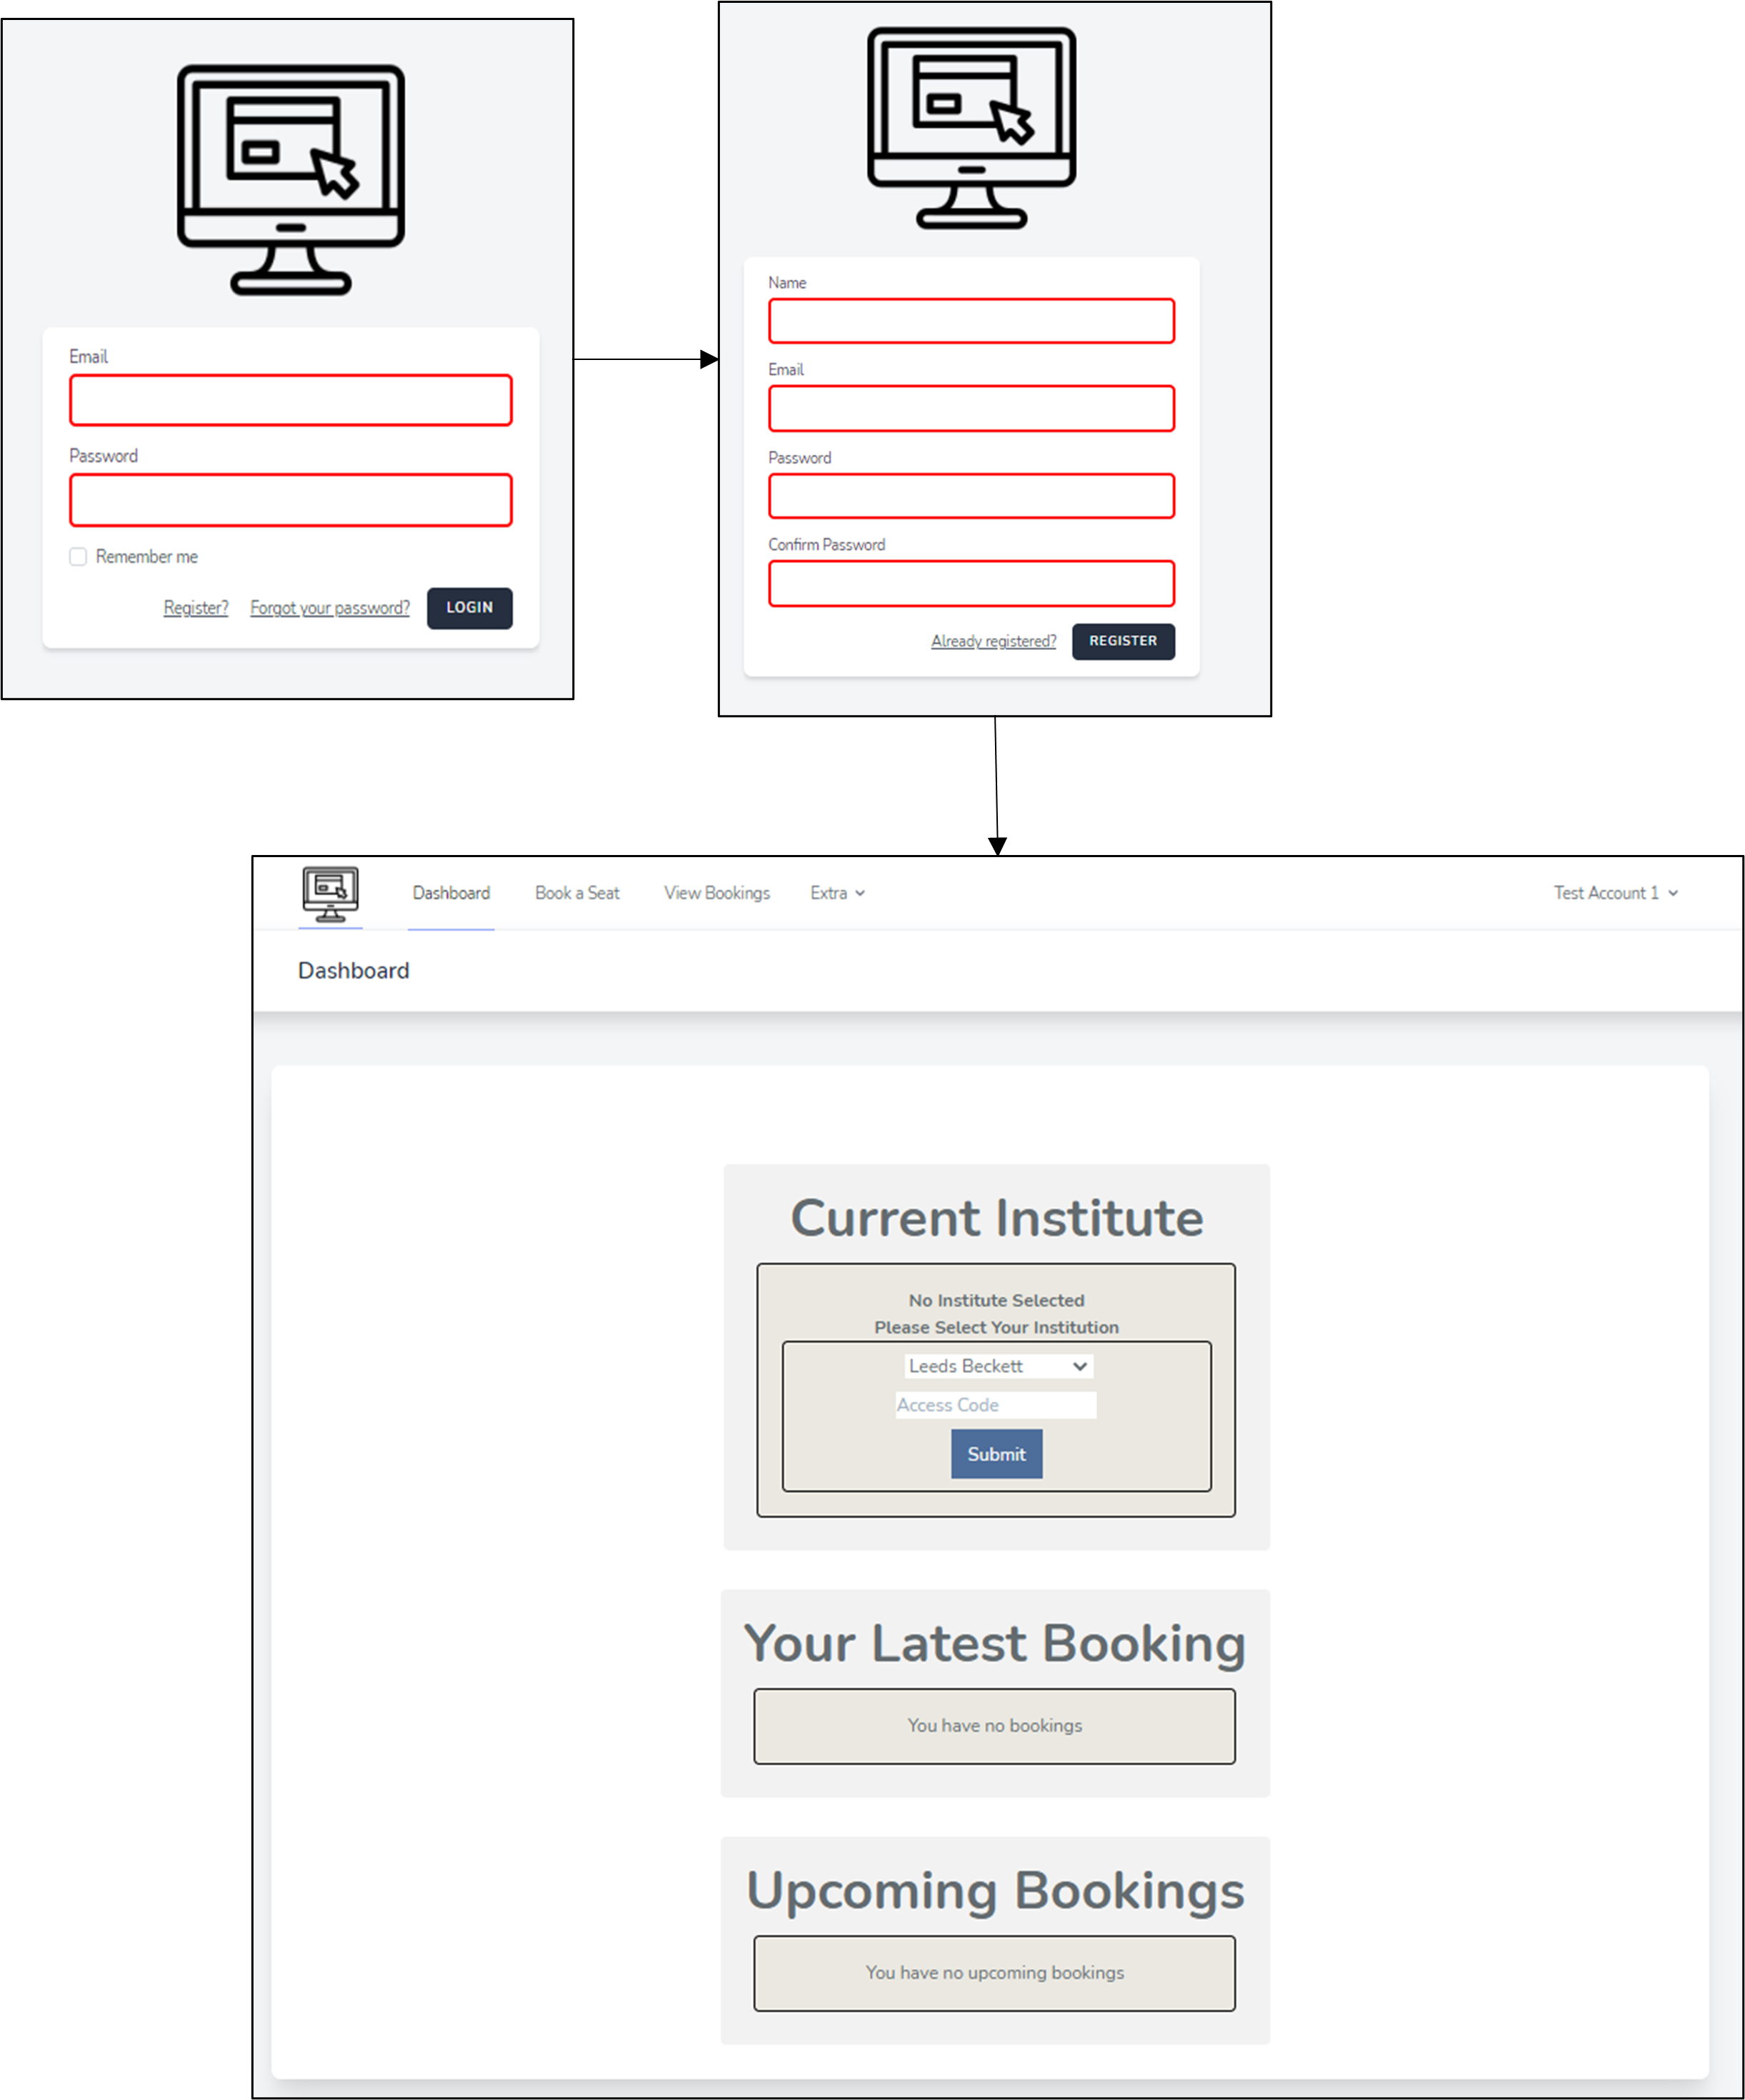 Email
Password
Remember me
Register? Forgot your password? LOGIN
Name
Email
Password
Confirm Password
Already registered? REGISTER
Dashboard Book a Seat View Bookings Extra Test Account 1
Dashboard
Current Institute
No Institute Selected
Please Select Your Institution
Leeds Beckett
Access Code
Submit
Your Latest Booking
You have no bookings
Upcoming Bookings
You have no upcoming bookings